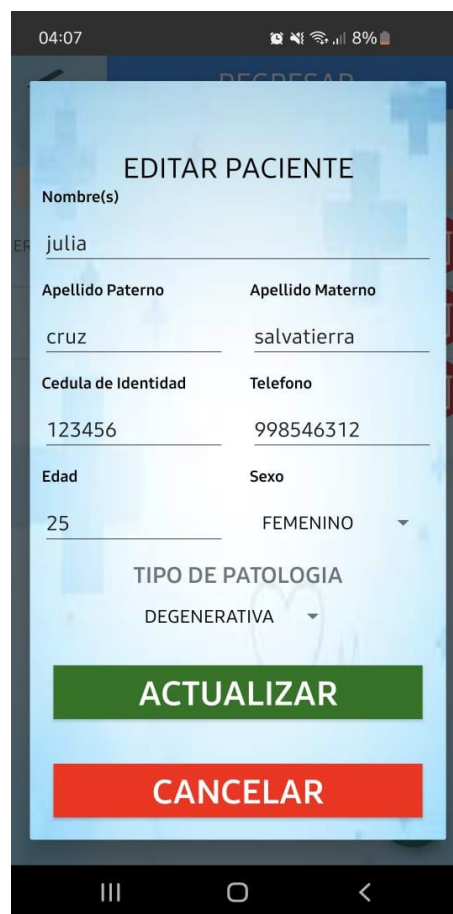 04:07 8%
REGRESAR
EDITAR PACIENTE
Nombre(s)
julia
Apellido Paterno Apellido Materno
cruz salvatierra
Cedula de Identidad Telefono
123456 998546312
Edad Sexo
25 FEMENINO
TIPO DE PATOLOGIA
DEGENERATIVA
ACTUALIZAR
CANCELAR